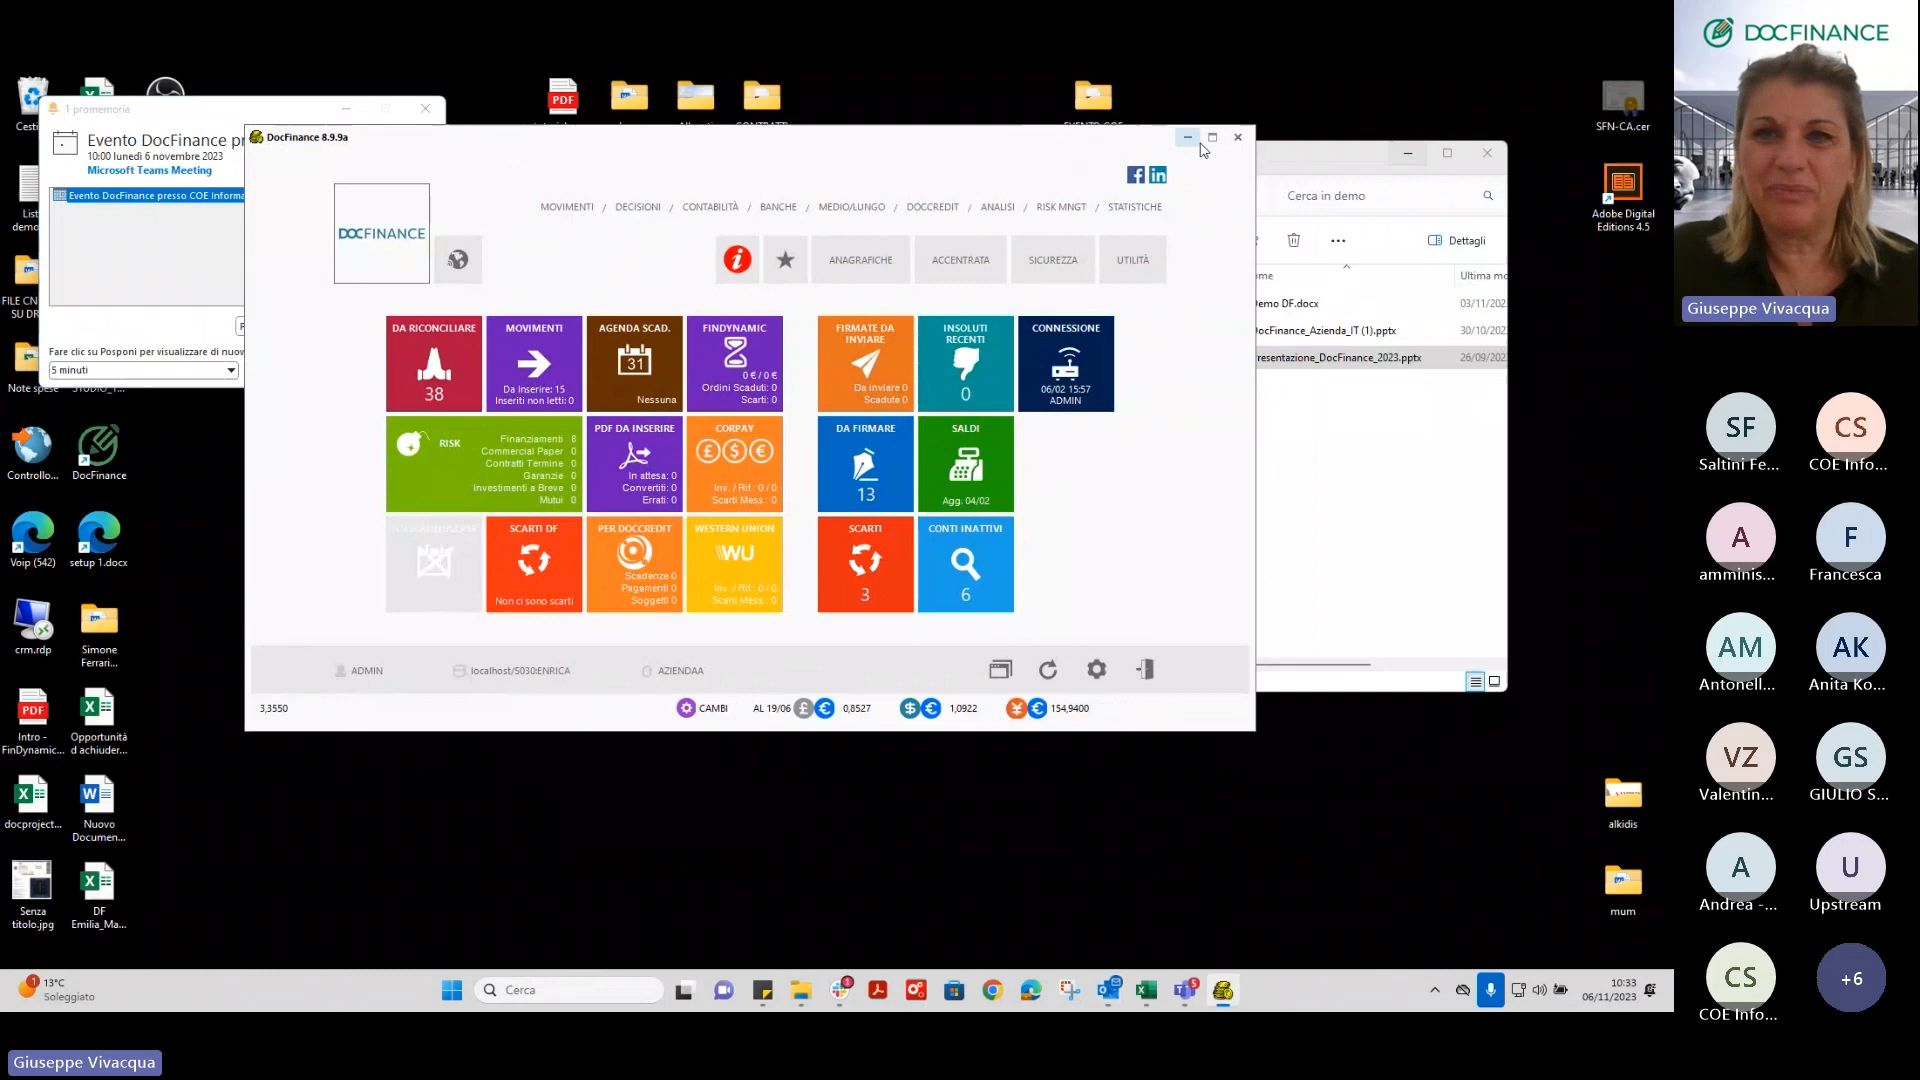 DOCFINANCE
Giuseppe Vivacqua
1 promemoria
Evento DocFinance pr
10:00 lunedì 6 novembre 2023
Microsoft Teams Meeting
Evento DocFinance presso COE Informa
Fare clic su Posponi per visualizzare di nuov
5 minuti
DocFinance 8.9.9a
DOCFINANCE
MOVIMENTI / DECISIONI / CONTABILITÀ / BANCHE / MEDIO/LUNGO / DOCCREDIT / ANALISI / RISK MNGT / STATISTICHE
ANAGRAFICHE
ACCENTRATA
SICUREZZA
UTILITÀ
DA RICONCILIARE
38
MOVIMENTI
Da Inserire: 15
Inseriti non letti: 0
AGENDA SCAD.
31
Nessuna
FINDYNAMIC
0 € / 0 €
Ordini Scaduti: 0
Scarti: 0
FIRMATE DA INVIARE
Da inviare 0
Scadute 0
INSOLUTI RECENTI
0
CONNESSIONE
06/02 15:57
ADMIN
RISK
Finanziamenti 8
Commercial Paper 0
Contratti Termine 0
Garanzie 0
Investimenti a Breve 0
Mutui 0
PDF DA INSERIRE
In attesa: 0
Convertiti: 0
Errati: 0
CORPAY
Inv. / Rif.: 0 / 0
Scarti Mess.: 0
DA FIRMARE
13
SALDI
Agg. 04/02
SCARTI DF
Non ci sono scarti
PER DOCCREDIT
Scadenze 0
Pagamenti 0
Soggetti 0
WESTERN UNION
WU
Inv. / Rif.: 0 / 0
Scarti Mess.: 0
SCARTI
3
CONTI INATTIVI
6
ADMIN
localhost/5030:ENRICA
AZIENDAA
3,3550
CAMBI
AL 19/06
0,8527
1,0922
154,9400
Cerca in demo
Dettagli
Ultima mo
Demo DF.docx
03/11/202
DocFinance_Azienda_IT (1).pptx
30/10/202
Presentazione_DocFinance_2023.pptx
26/09/202
Controllo...
DocFinance
Voip (542)
setup 1.docx
crm.rdp
Simone
Ferrari...
PDF
Intro -
FinDynamic...
Opportunità
d achiuder...
docproject...
Nuovo
Documen...
Senza
titolo.jpg
DF
Emilia_Ma...
PDF
SFN-CA.cer
Adobe Digital
Editions 4.5
alkidis
mum
SF
Saltini Fe...
CS
COE Info...
A
amminis...
F
Francesca
AM
Antonell...
AK
Anita Ko...
VZ
Valentin...
GS
GIULIO S...
A
Andrea -...
U
Upstream
CS
COE Info...
+6
13°C
Soleggiato
Cerca
10:33
06/11/2023
Giuseppe Vivacqua